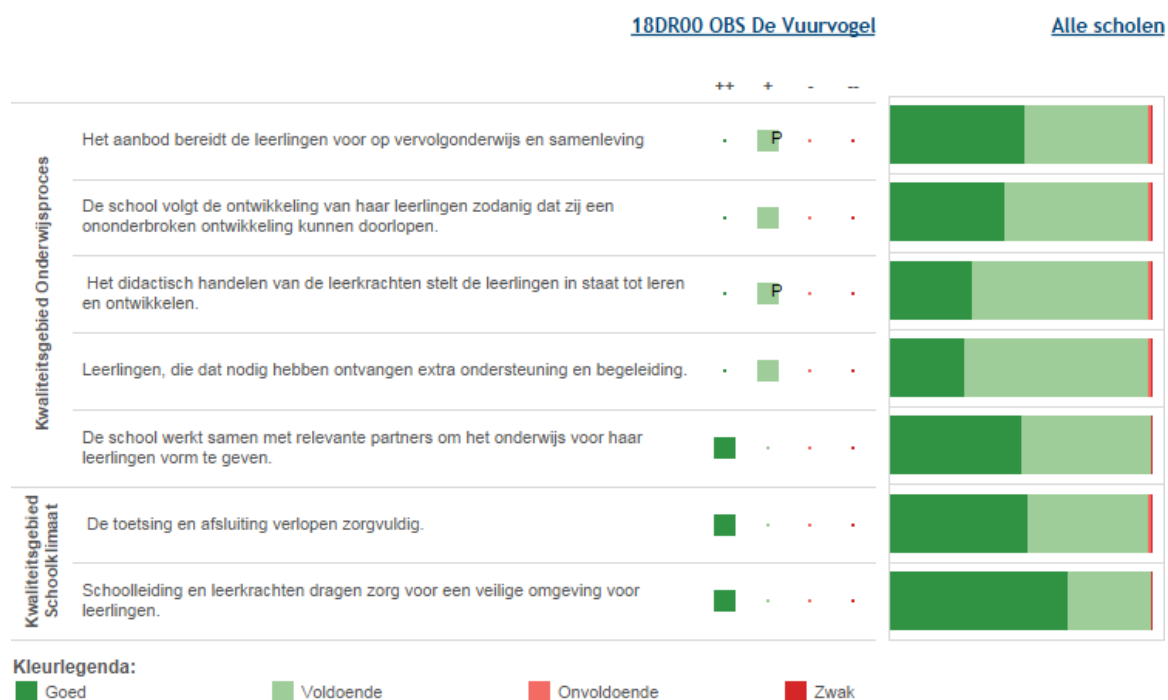 18DR00 OBS De Vuurvogel
Alle scholen
++ + - --
Kwaliteitsgebied Onderwijsproces
Het aanbod bereidt de leerlingen voor op vervolgonderwijs en samenleving
P
De school volgt de ontwikkeling van haar leerlingen zodanig dat zij een
ononderbroken ontwikkeling kunnen doorlopen.
Het didactisch handelen van de leerkrachten stelt de leerlingen in staat tot leren
en ontwikkelen.
P
Leerlingen, die dat nodig hebben ontvangen extra ondersteuning en begeleiding.
De school werkt samen met relevante partners om het onderwijs voor haar
leerlingen vorm te geven.
Kwaliteitsgebied
Schoolklimaat
De toetsing en afsluiting verlopen zorgvuldig.
Schoolleiding en leerkrachten dragen zorg voor een veilige omgeving voor
leerlingen.
Kleurlegenda:
Goed
Voldoende
Onvoldoende
Zwak